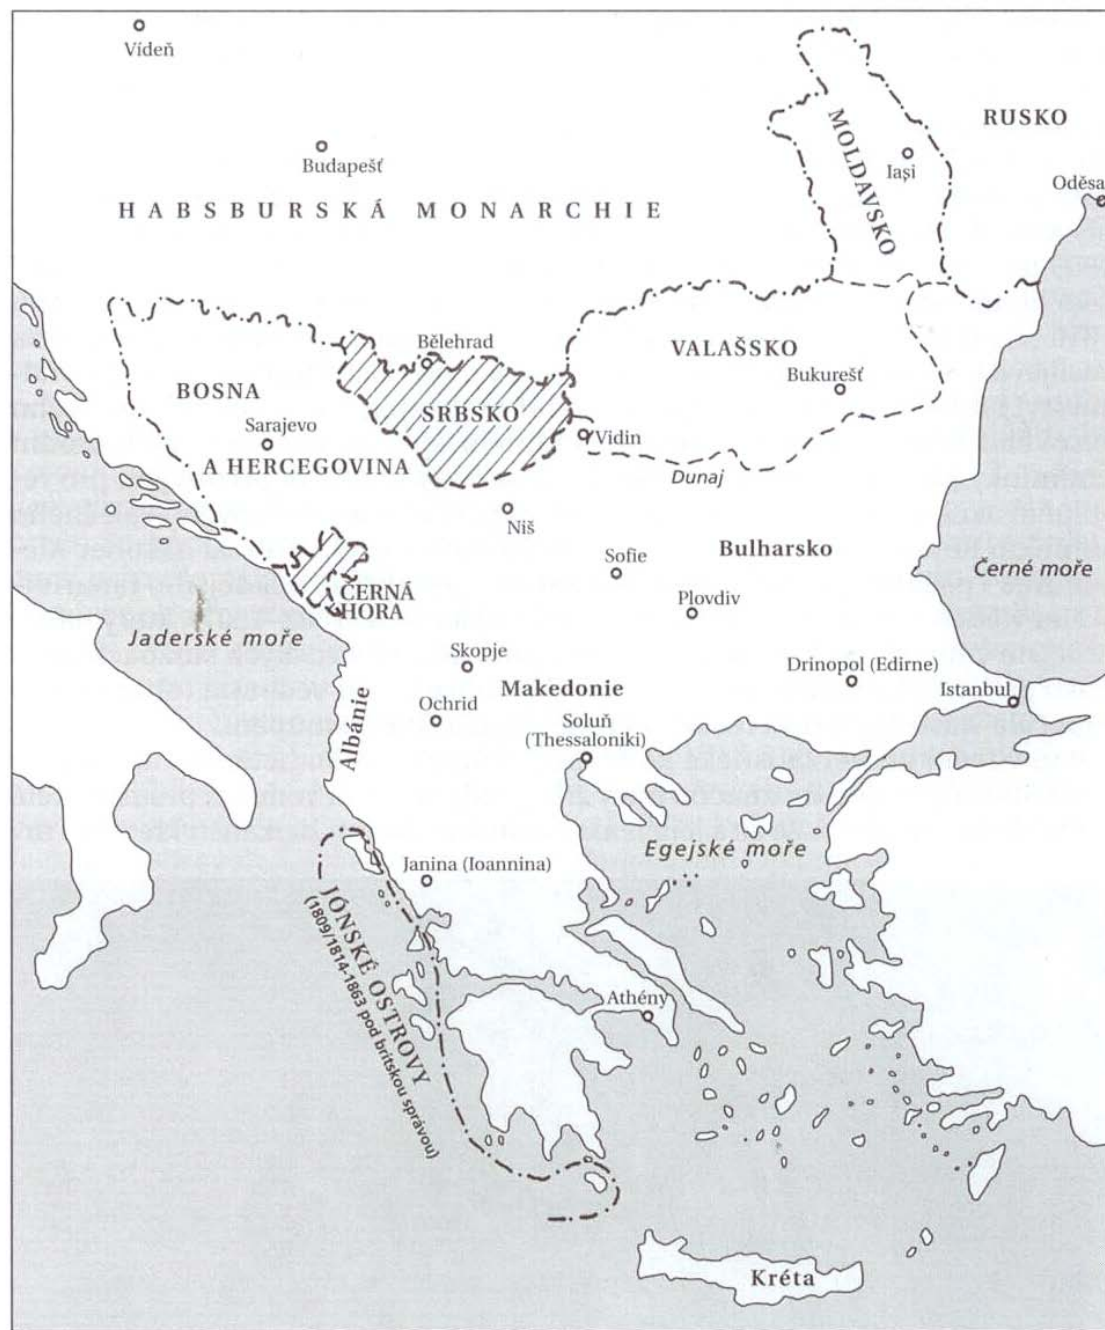 Vídeň
Budapešť
HABSBURSKÁ MONARCHIE
MOLDAVSKO
Iași
RUSKO
Oděsa
BOSNA
Sarajevo
A HERCEGOVINA
Bělehrad
SRBSKO
VALAŠSKO
Bukurešť
Vidin
Dunaj
Niš
Sofie
Bulharsko
Černé moře
ČERNÁ
HORA
Plovdiv
Jaderské moře
Skopje
Makedonie
Drinopol (Edirne)
Istanbul
Albánie
Ochrid
Soluň
(Thessaloniki)
Egejské moře
Janina (Ioannina)
JÓNSKÉ OSTROVY
(1809/1814-1863 pod britskou správou)
Athény
Kréta